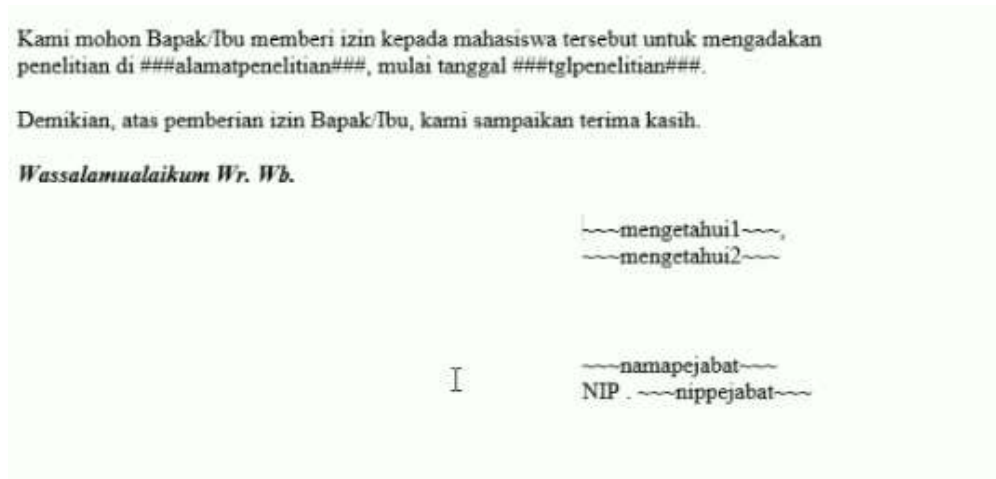 Kami mohon Bapak/Ibu memberi izin kepada mahasiswa tersebut untuk mengadakan
penelitian di ###alamatpenelitian###, mulai tanggal ###tglpenelitian###.
Demikian, atas pemberian izin Bapak/Ibu, kami sampaikan terima kasih.
Wassalamualaikum Wr. Wb.
~~~mengetahui1~~~,
~~~mengetahui2~~~
~~~namapejabat~~~
NIP . ~~~nippejabat~~~